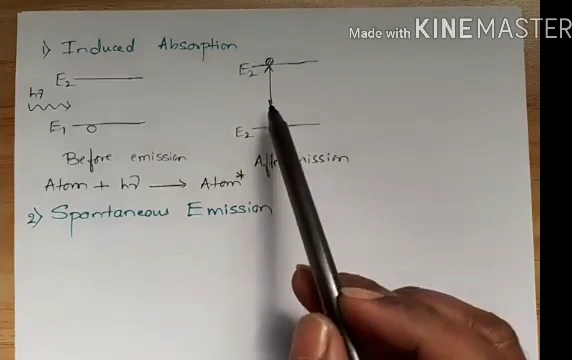 Made with KINEMASTER
1) Induced Absorption
E₂ E₂
hν
E₁ E₂
Before emission After emission
Atom + hν → Atom*
2) Spontaneous Emission